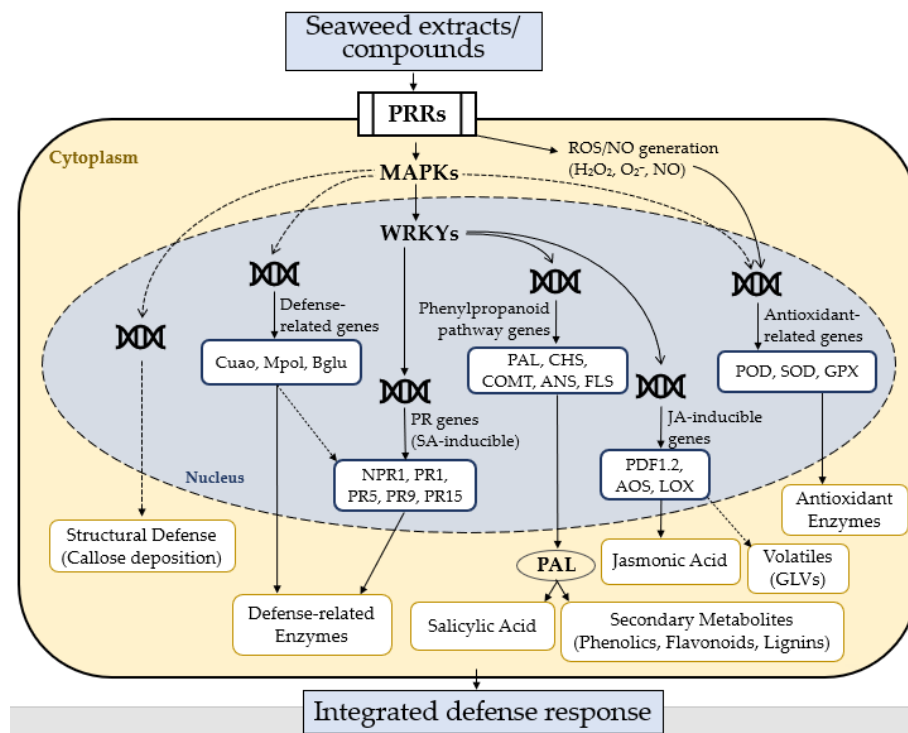 Seaweed extracts/
compounds
PRRs
Cytoplasm
ROS/NO generation
(H₂O₂, O₂⁻, NO)
MAPKs
WRKYs
Defense-
related genes
Phenylpropanoid
pathway genes
Antioxidant-
related genes
Cuao, Mpol, Bglu
PAL, CHS,
COMT, ANS, FLS
POD, SOD, GPX
PR genes
(SA-inducible)
JA-inducible
genes
Nucleus
NPR1, PR1,
PR5, PR9, PR15
PDF1.2,
AOS, LOX
Antioxidant
Enzymes
Structural Defense
(Callose deposition)
PAL
Jasmonic Acid
Volatiles
(GLVs)
Defense-related
Enzymes
Salicylic Acid
Secondary Metabolites
(Phenolics, Flavonoids, Lignins)
Integrated defense response